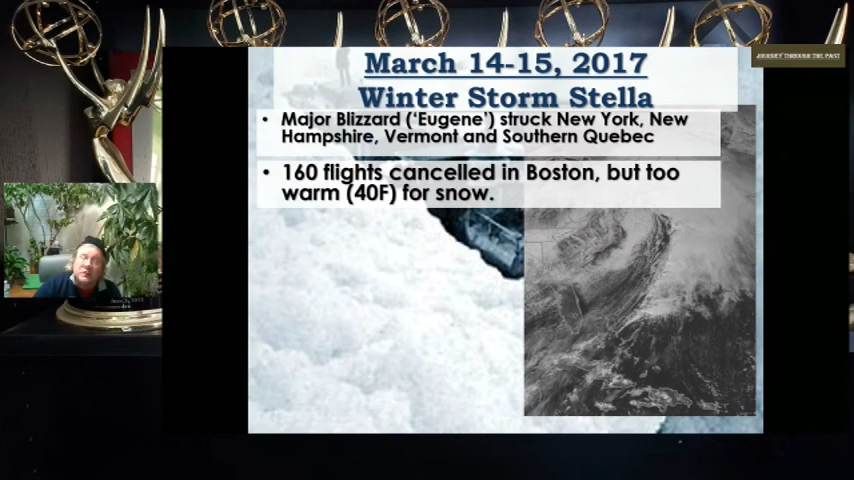 JOURNEY THROUGH THE PAST
March 14-15, 2017
Winter Storm Stella
• Major Blizzard (‘Eugene’) struck New York, New
Hampshire, Vermont and Southern Quebec
• 160 flights cancelled in Boston, but too
warm (40F) for snow.